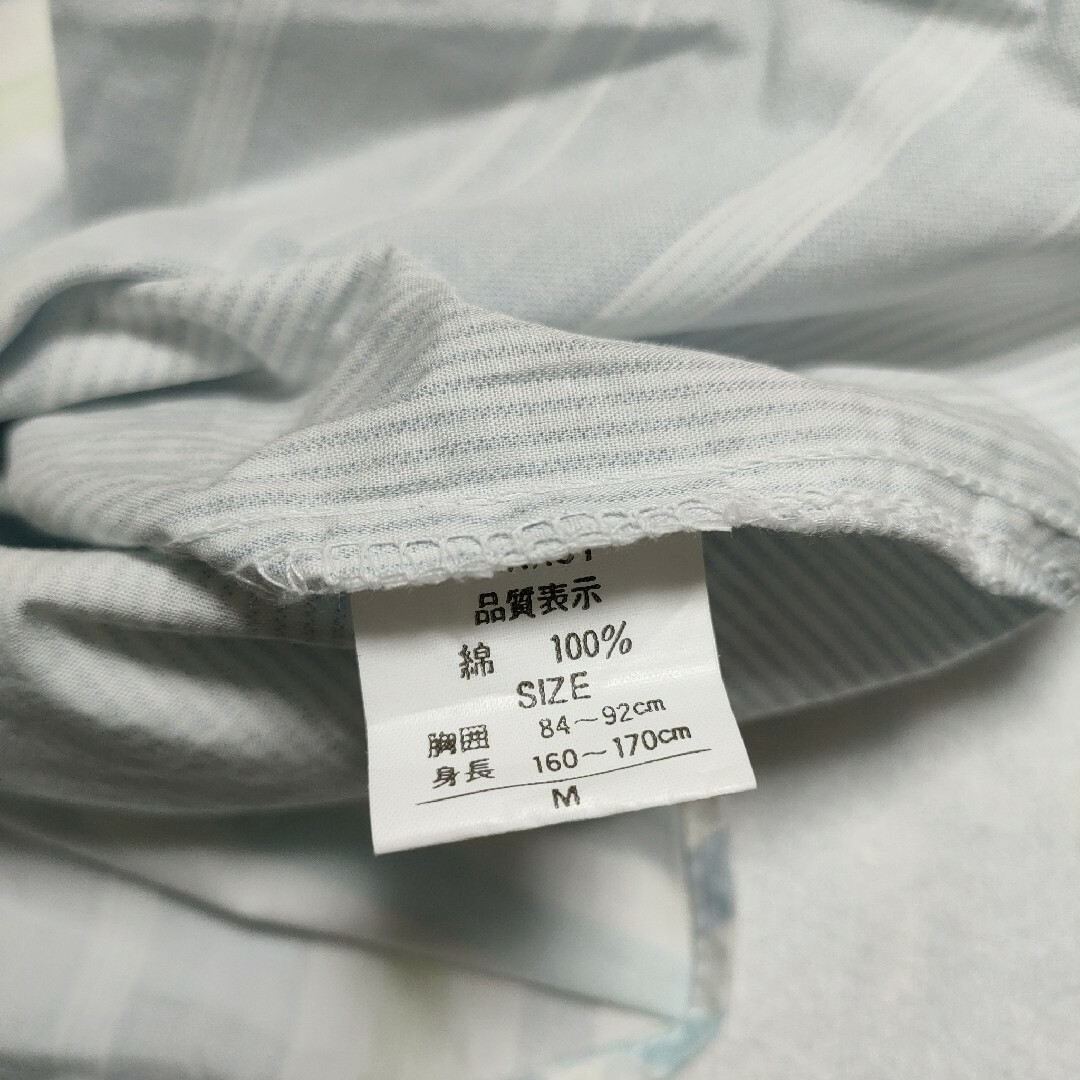 品質表示
綿 100%
SIZE
胸囲 84～92cm
身長 160～170cm
M